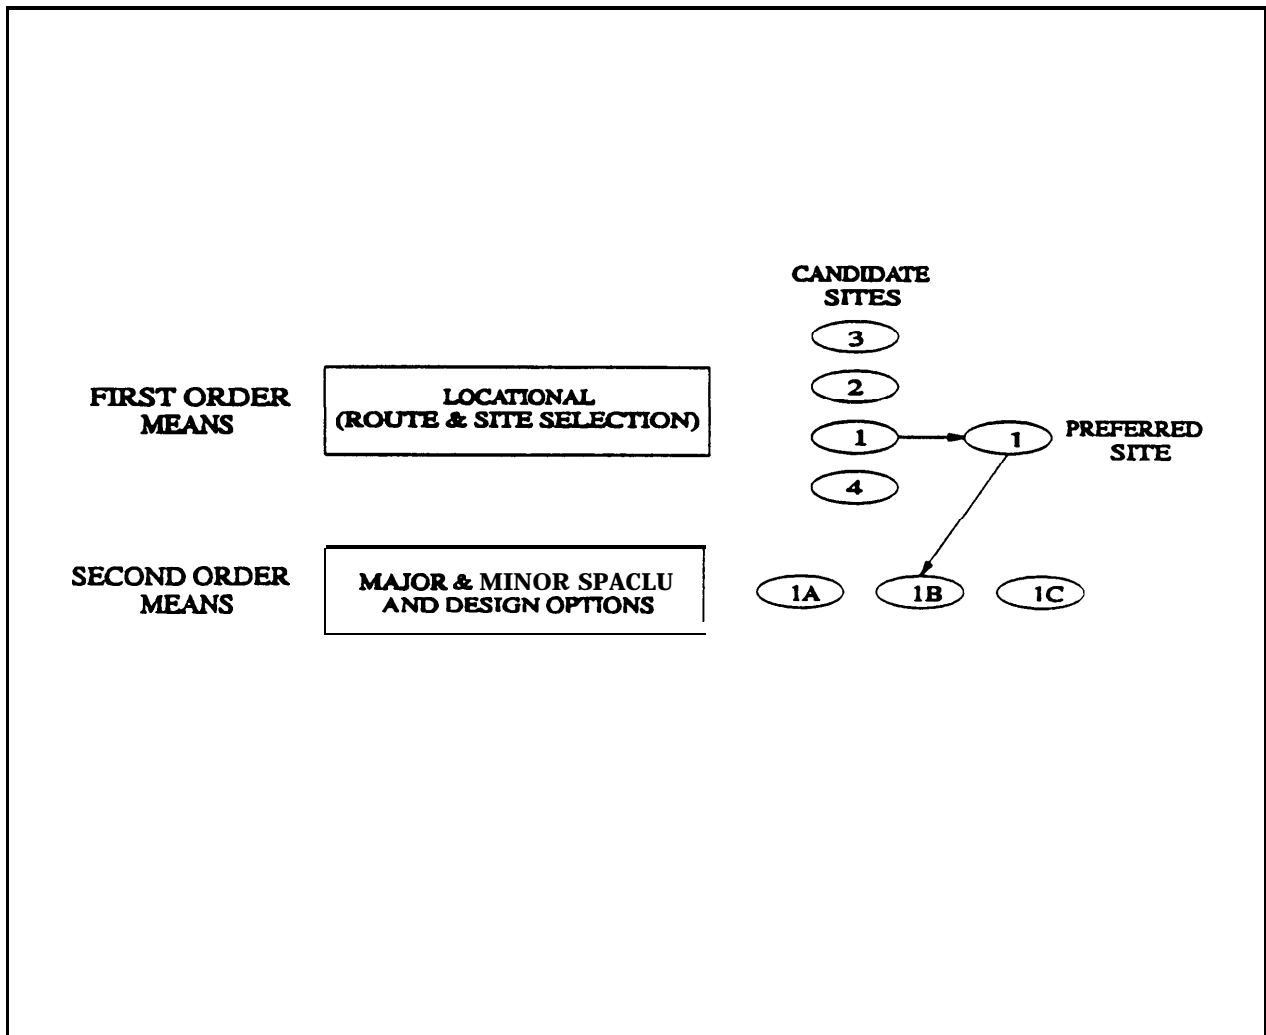 CANDIDATE
SITES
3
FIRST ORDER
MEANS
LOCATIONAL
(ROUTE & SITE SELECTION)
2
1
1
PREFERRED
SITE
4
SECOND ORDER
MEANS
MAJOR & MINOR SPACLU
AND DESIGN OPTIONS
1A
1B
1C